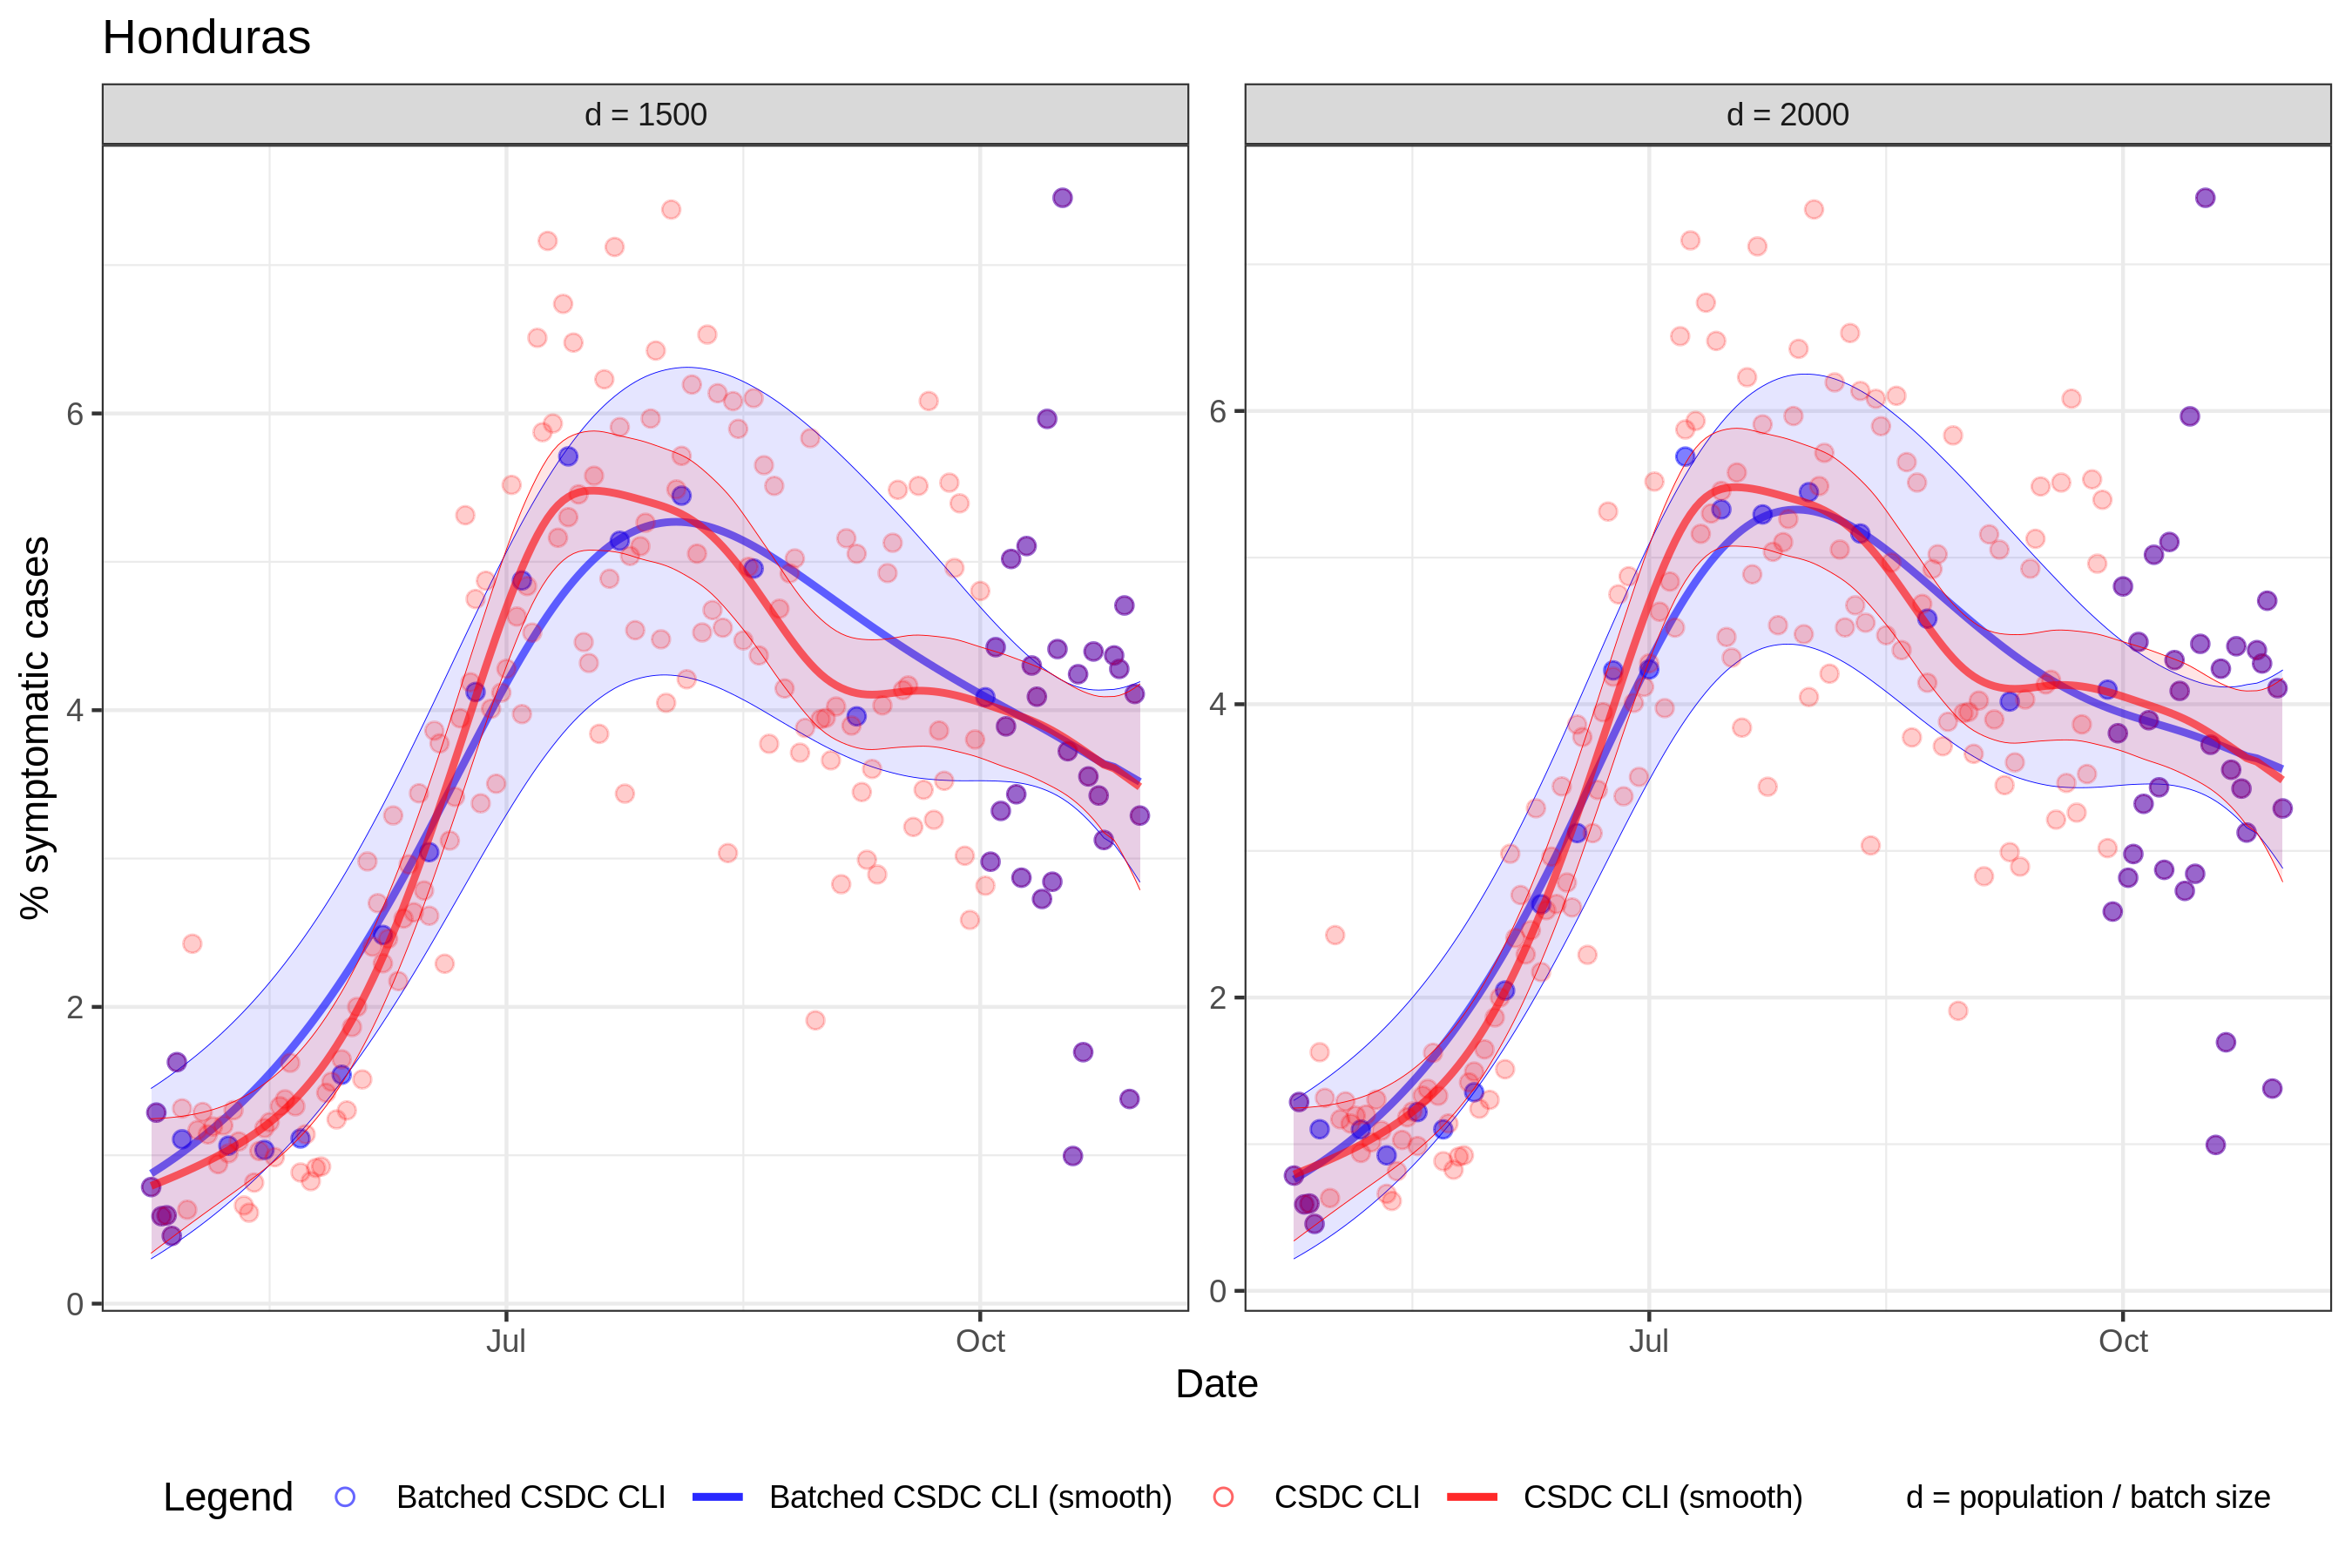 Honduras
d = 1500
d = 2000
% symptomatic cases
6
4
2
0
6
4
2
0
Jul
Oct
Jul
Oct
Date
Legend
Batched CSDC CLI
Batched CSDC CLI (smooth)
CSDC CLI
CSDC CLI (smooth)
d = population / batch size